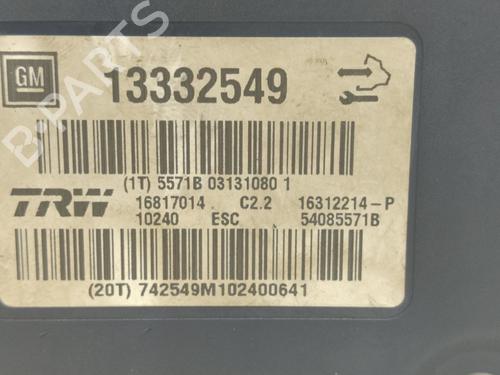 GM 13332549
(1T) 5571B 03131080 1
TRW 16817014 C2.2 16312214-P
10240 ESC 54085571B
(20T) 742549M102400641
B-PARTS